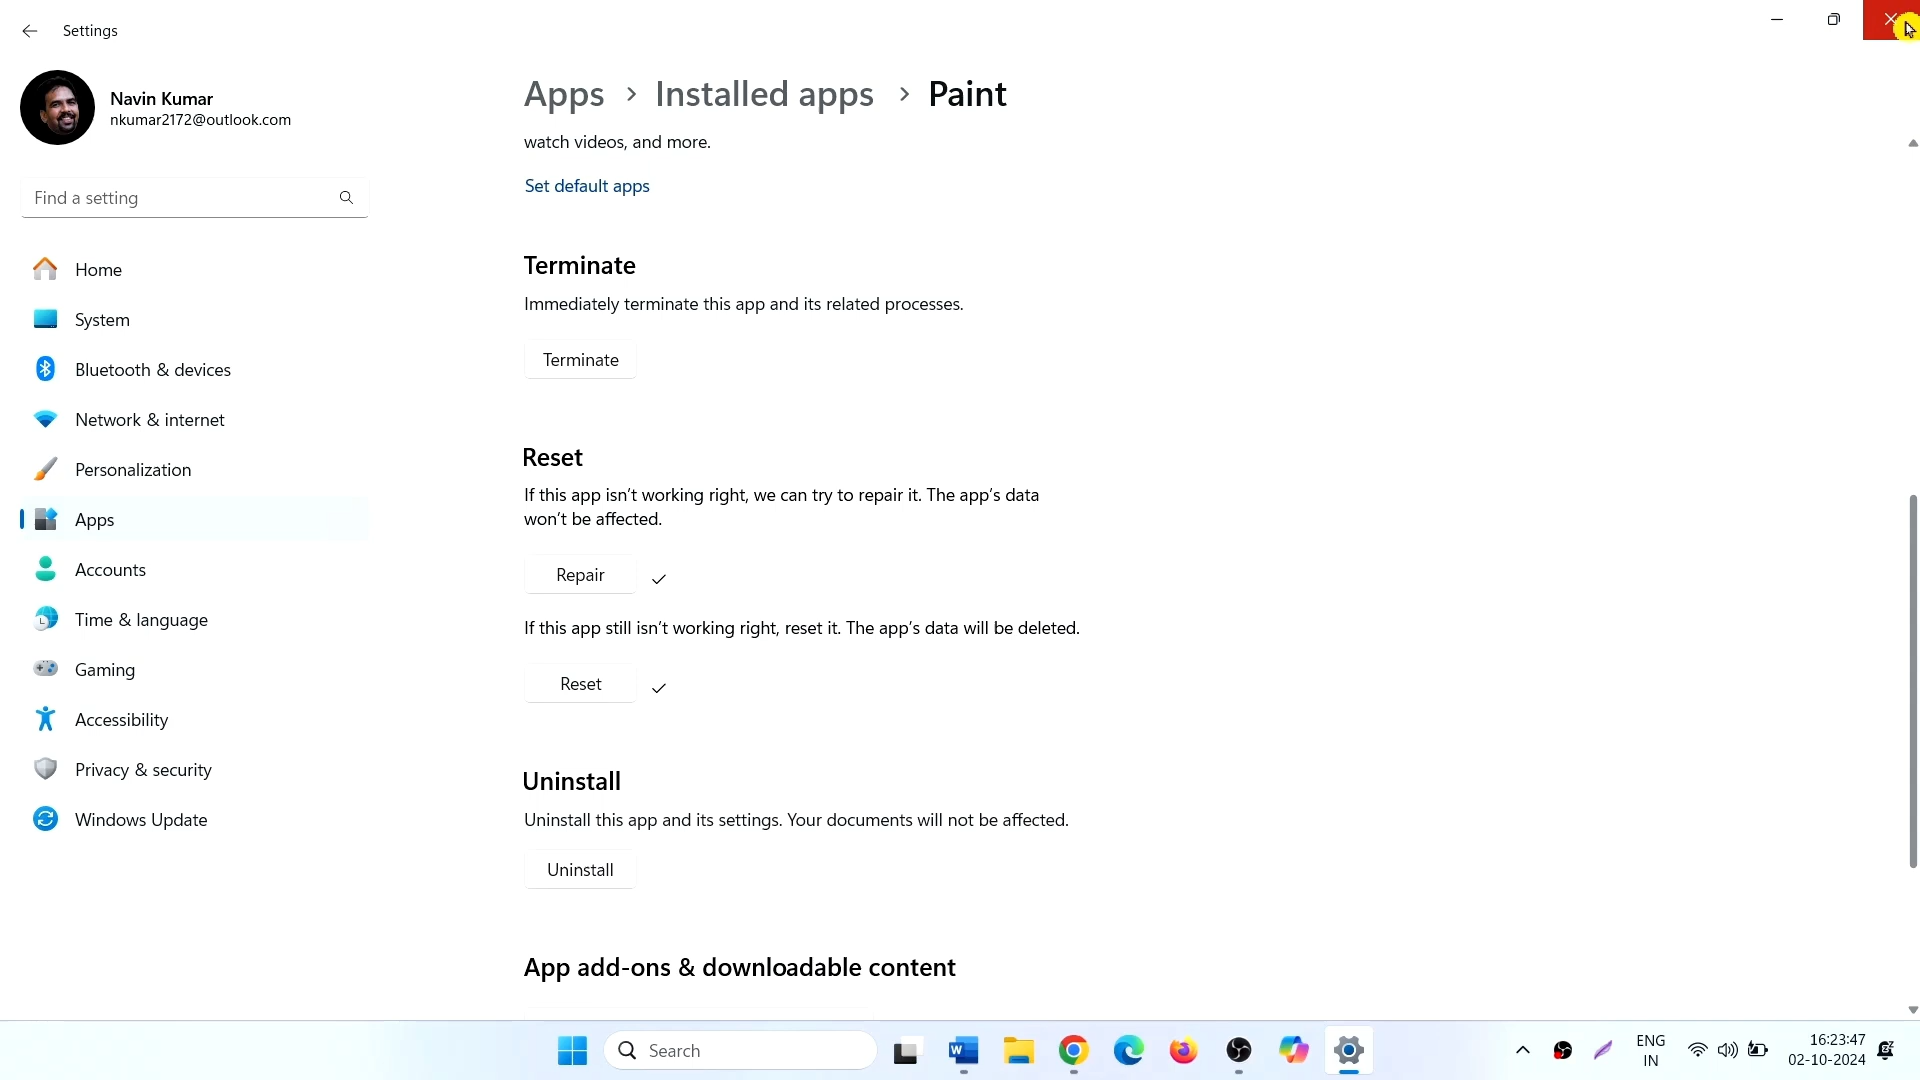 Settings
Navin Kumar
nkumar2172@outlook.com
Find a setting
Home
System
Bluetooth & devices
Network & internet
Personalization
Apps
Accounts
Time & language
Gaming
Accessibility
Privacy & security
Windows Update
Apps > Installed apps > Paint
watch videos, and more.
Set default apps
Terminate
Immediately terminate this app and its related processes.
Terminate
Reset
If this app isn't working right, we can try to repair it. The app's data
won't be affected.
Repair
If this app still isn't working right, reset it. The app's data will be deleted.
Reset
Uninstall
Uninstall this app and its settings. Your documents will not be affected.
Uninstall
App add-ons & downloadable content
Search
ENG
IN
16:23:47
02-10-2024